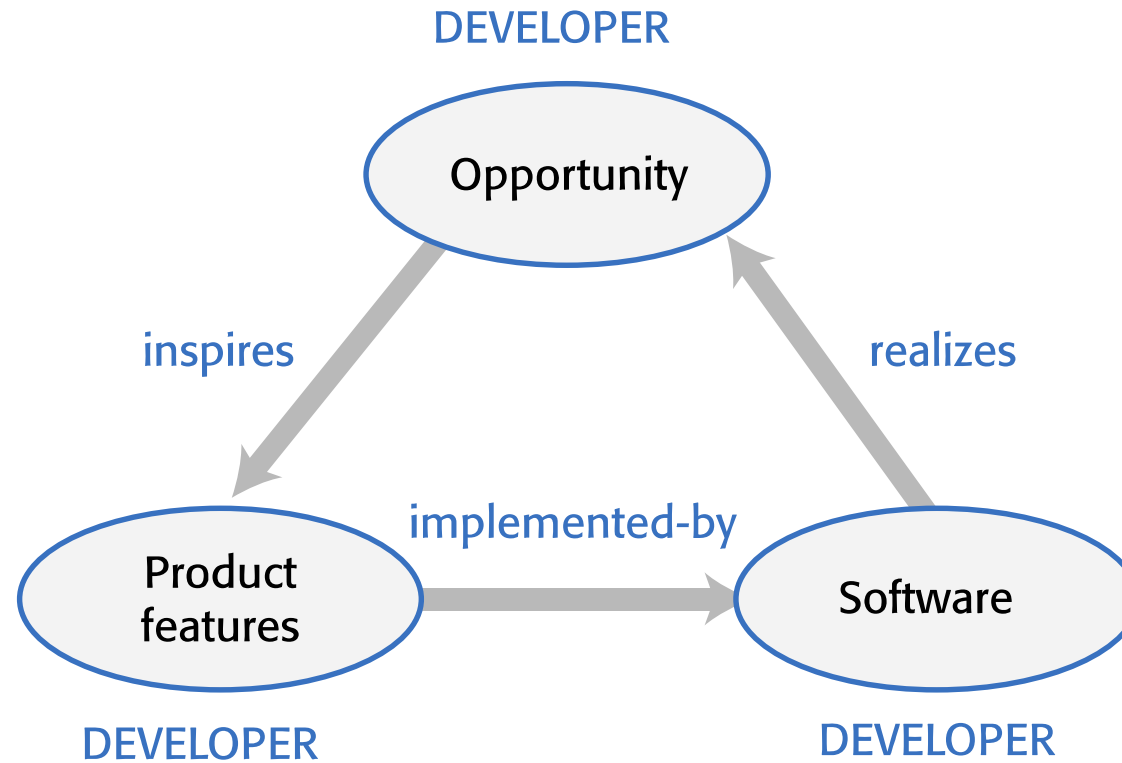 DEVELOPER
Opportunity
inspires
realizes
implemented-by
Product
features
Software
DEVELOPER
DEVELOPER